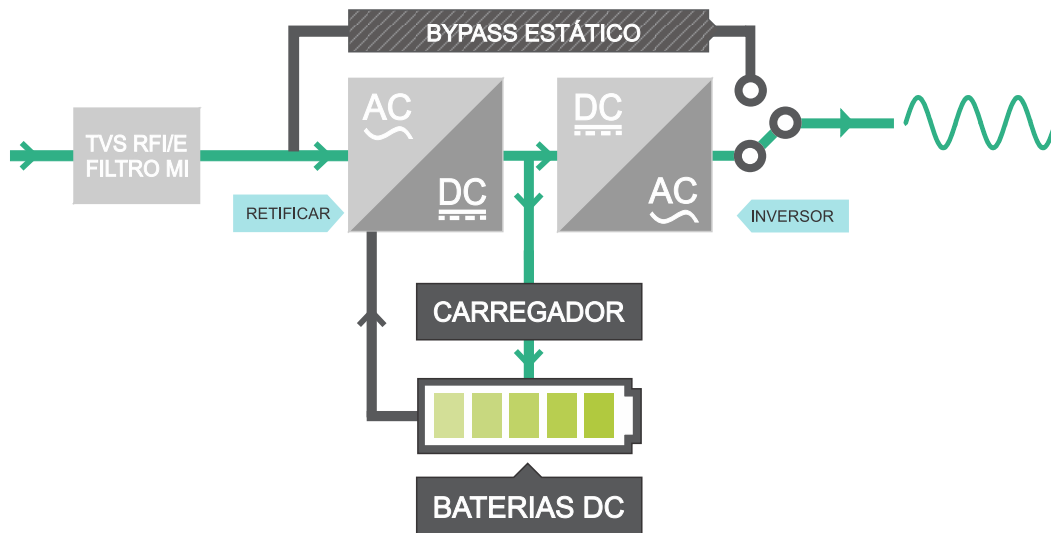 BYPASS ESTÁTICO
AC
DC
DC
AC
TVS RFI/E
FILTRO MI
RETIFICAR
INVERSOR
CARREGADOR
BATERIAS DC